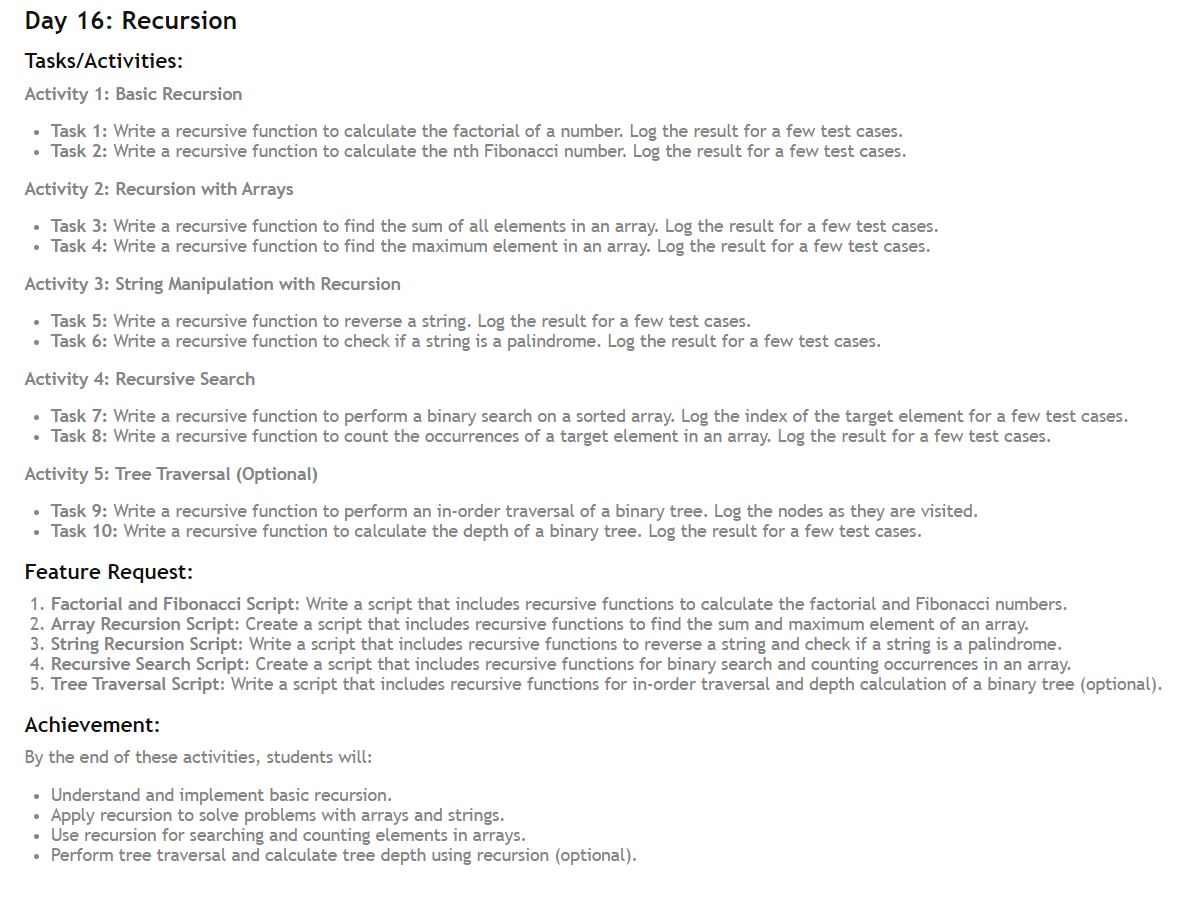 Day 16: Recursion
Tasks/Activities:
Activity 1: Basic Recursion
• Task 1: Write a recursive function to calculate the factorial of a number. Log the result for a few test cases.
• Task 2: Write a recursive function to calculate the nth Fibonacci number. Log the result for a few test cases.
Activity 2: Recursion with Arrays
• Task 3: Write a recursive function to find the sum of all elements in an array. Log the result for a few test cases.
• Task 4: Write a recursive function to find the maximum element in an array. Log the result for a few test cases.
Activity 3: String Manipulation with Recursion
• Task 5: Write a recursive function to reverse a string. Log the result for a few test cases.
• Task 6: Write a recursive function to check if a string is a palindrome. Log the result for a few test cases.
Activity 4: Recursive Search
• Task 7: Write a recursive function to perform a binary search on a sorted array. Log the index of the target element for a few test cases.
• Task 8: Write a recursive function to count the occurrences of a target element in an array. Log the result for a few test cases.
Activity 5: Tree Traversal (Optional)
• Task 9: Write a recursive function to perform an in-order traversal of a binary tree. Log the nodes as they are visited.
• Task 10: Write a recursive function to calculate the depth of a binary tree. Log the result for a few test cases.
Feature Request:
1. Factorial and Fibonacci Script: Write a script that includes recursive functions to calculate the factorial and Fibonacci numbers.
2. Array Recursion Script: Create a script that includes recursive functions to find the sum and maximum element of an array.
3. String Recursion Script: Write a script that includes recursive functions to reverse a string and check if a string is a palindrome.
4. Recursive Search Script: Create a script that includes recursive functions for binary search and counting occurrences in an array.
5. Tree Traversal Script: Write a script that includes recursive functions for in-order traversal and depth calculation of a binary tree (optional).
Achievement:
By the end of these activities, students will:
• Understand and implement basic recursion.
• Apply recursion to solve problems with arrays and strings.
• Use recursion for searching and counting elements in arrays.
• Perform tree traversal and calculate tree depth using recursion (optional).